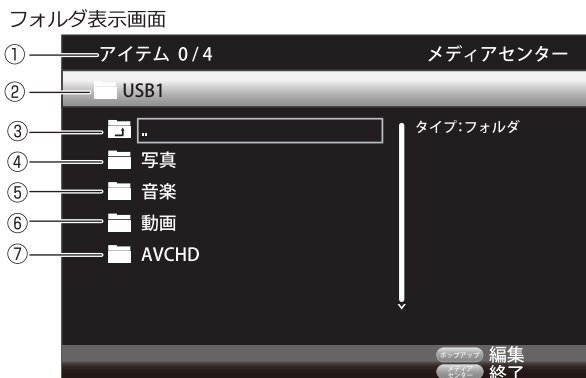 フォルダ表示画面
① アイテム 0/4 メディアセンター
② USB1
③ .. タイプ:フォルダ
④ 写真
⑤ 音楽
⑥ 動画
⑦ AVCHD
ポップアップ 編集
メディアセンター 終了